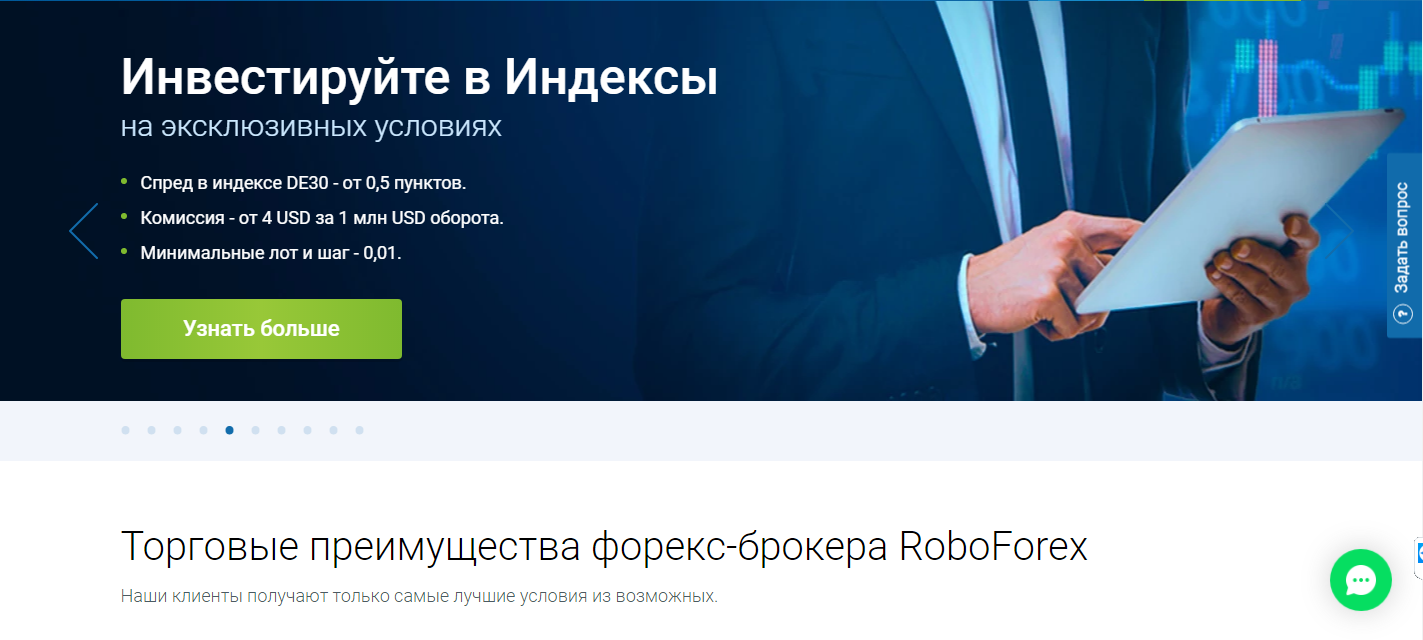 Инвестируйте в Индексы
на эксклюзивных условиях
Спред в индексе DE30 - от 0,5 пунктов.
Комиссия - от 4 USD за 1 млн USD оборота.
Минимальные лот и шаг - 0,01.
Узнать больше
Задать вопрос
Торговые преимущества форекс-брокера RoboForex
Наши клиенты получают только самые лучшие условия из возможных.